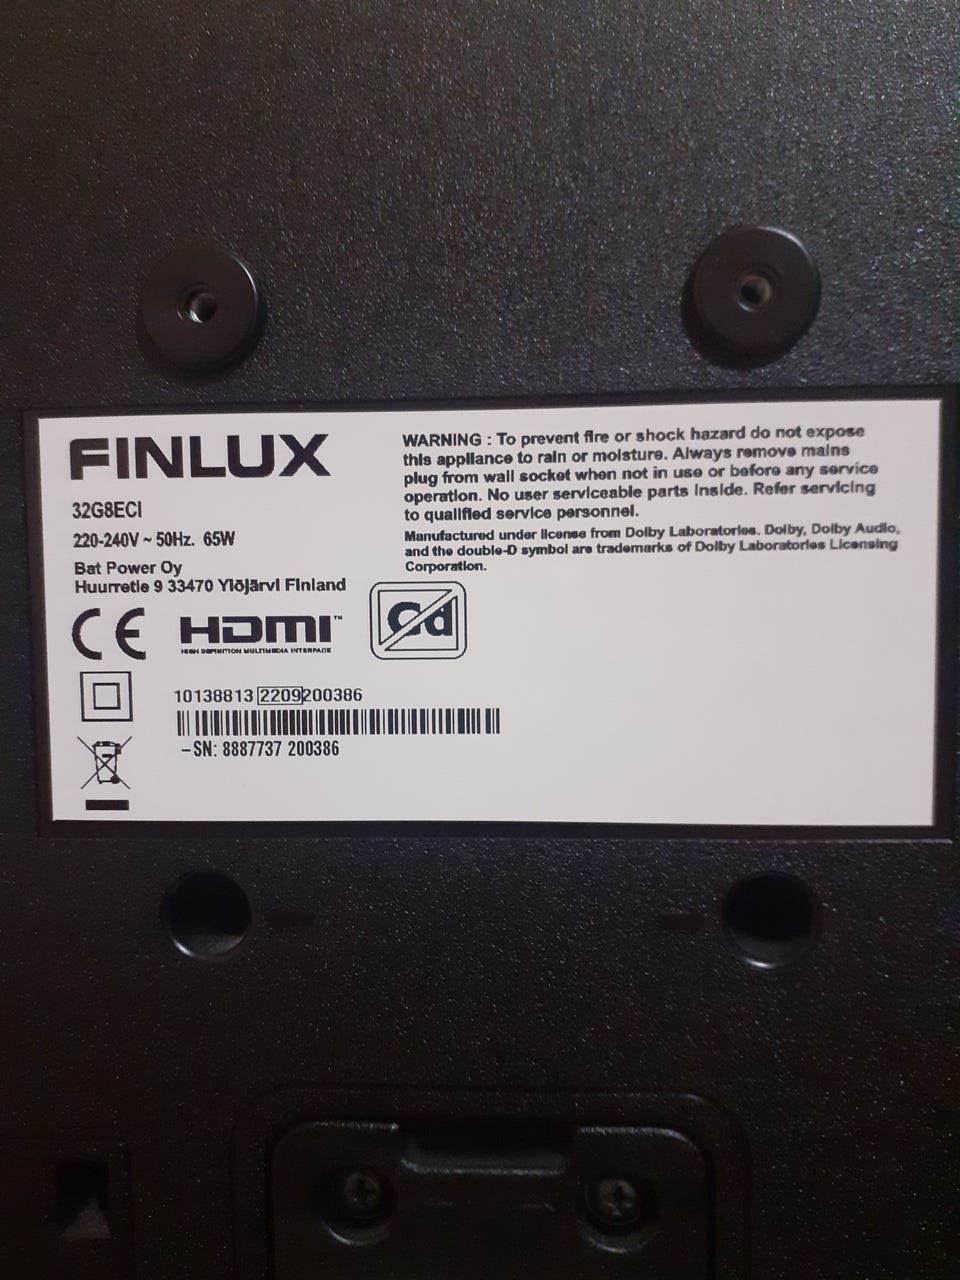 FINLUX
32G8ECI
220-240V ~ 50Hz. 65W
Bat Power Oy
Huurretie 9 33470 Ylöjärvi Finland
CE
HDMI™
HIGH DEFINITION MULTIMEDIA INTERFACE
Cd
10138813 2209200386
-SN: 8887737 200386
WARNING : To prevent fire or shock hazard do not expose
this appliance to rain or moisture. Always remove mains
plug from wall socket when not in use or before any service
operation. No user serviceable parts inside. Refer servicing
to qualified service personnel.
Manufactured under license from Dolby Laboratories. Dolby, Dolby Audio,
and the double-D symbol are trademarks of Dolby Laboratories Licensing
Corporation.